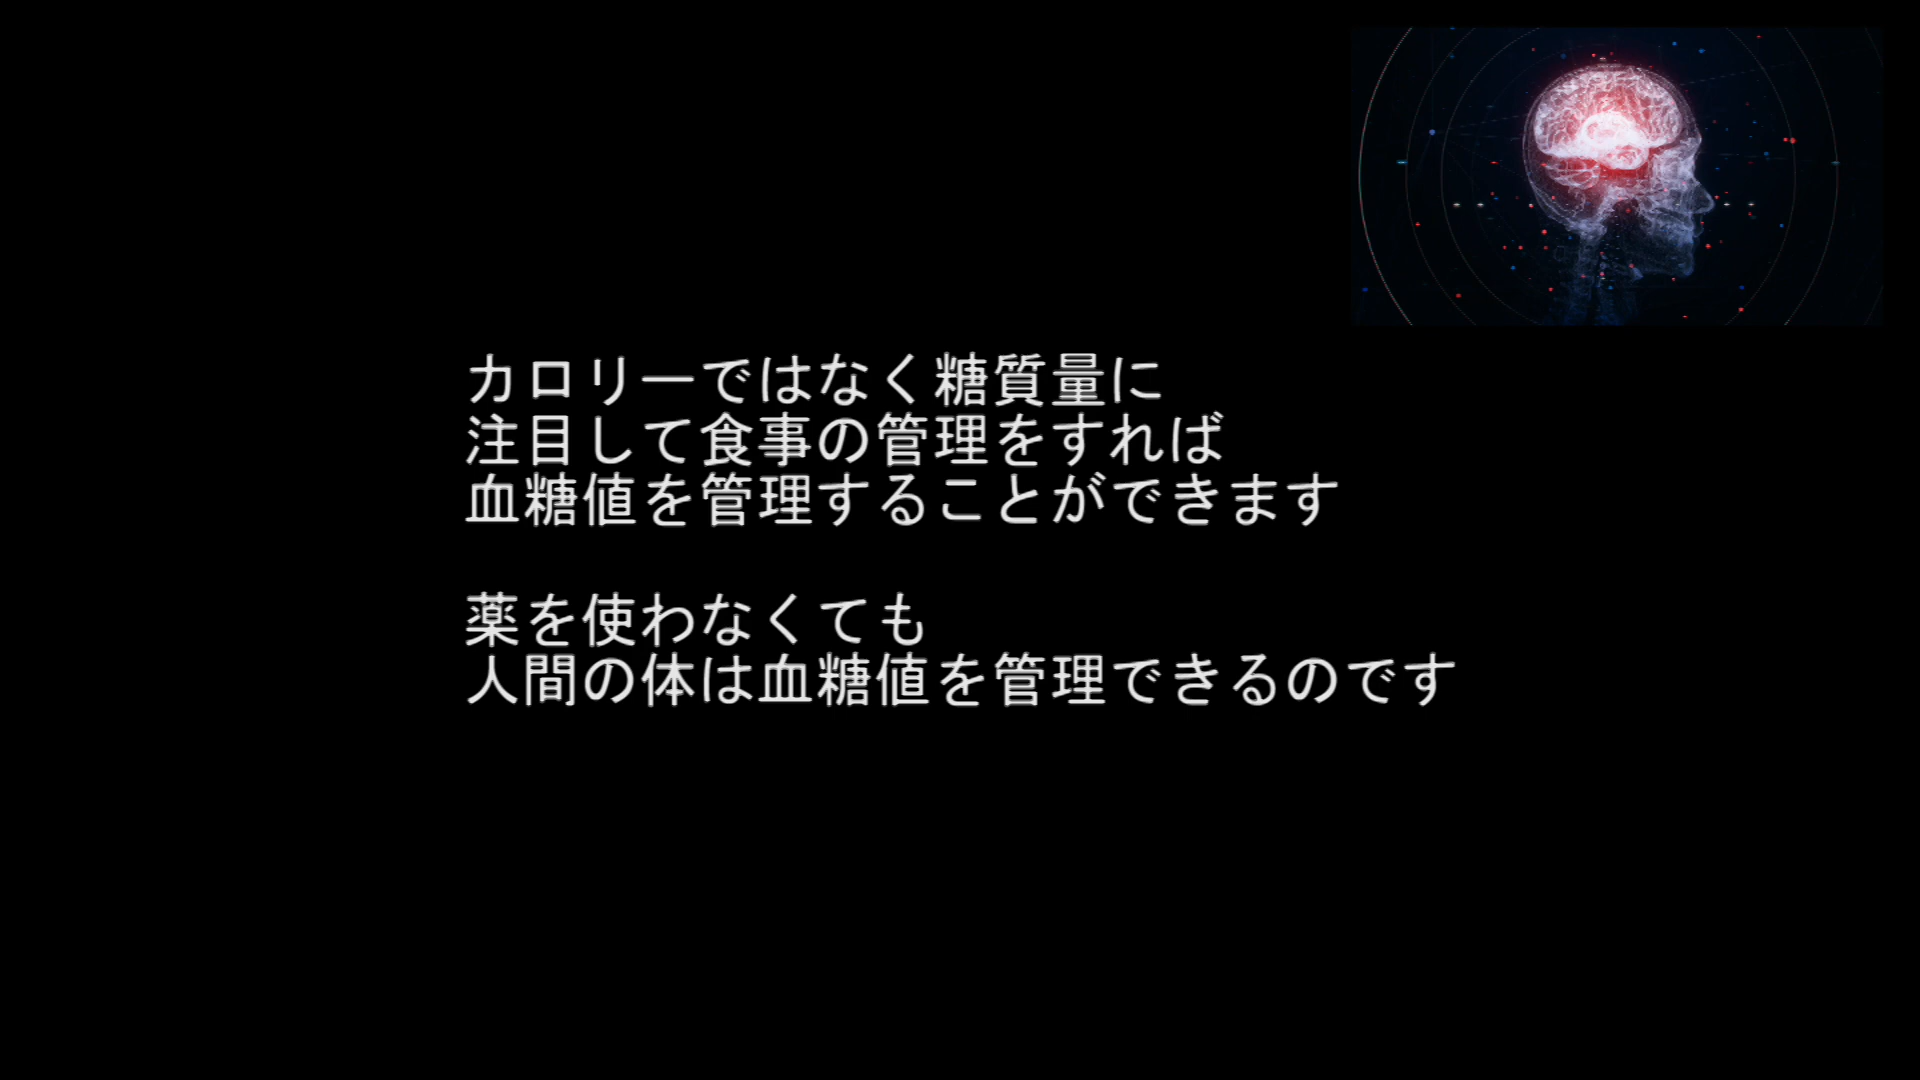 カロリーではなく糖質量に
注目して食事の管理をすれば
血糖値を管理することができます
薬を使わなくても
人間の体は血糖値を管理できるのです